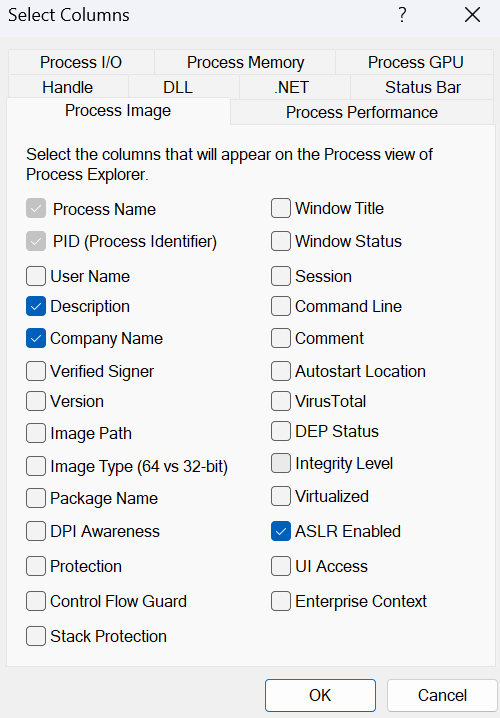 Select Columns
?
Process I/O
Process Memory
Process GPU
Handle
DLL
.NET
Status Bar
Process Image
Process Performance
Select the columns that will appear on the Process view of
Process Explorer.
Process Name
PID (Process Identifier)
User Name
Description
Company Name
Verified Signer
Version
Image Path
Image Type (64 vs 32-bit)
Package Name
DPI Awareness
Protection
Control Flow Guard
Stack Protection
Window Title
Window Status
Session
Command Line
Comment
Autostart Location
VirusTotal
DEP Status
Integrity Level
Virtualized
ASLR Enabled
UI Access
Enterprise Context
OK
Cancel